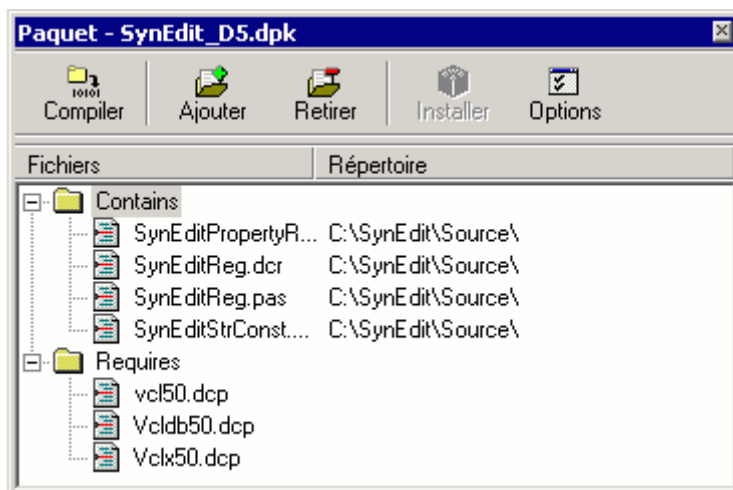 Paquet - SynEdit_D5.dpk
Compiler Ajouter Retirer Installer Options
Fichiers Répertoire
Contains
SynEditPropertyR... C:\SynEdit\Source\
SynEditReg.dcr C:\SynEdit\Source\
SynEditReg.pas C:\SynEdit\Source\
SynEditStrConst.... C:\SynEdit\Source\
Requires
vcl50.dcp
Vcldb50.dcp
Vclx50.dcp